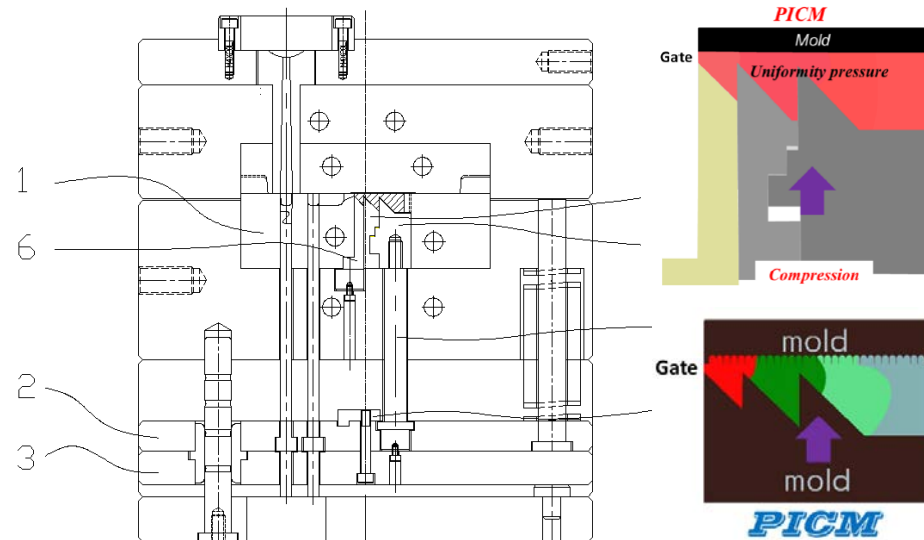 1
6
2
3
PICM
Mold
Gate
Uniformity pressure
Compression
mold
Gate
mold
PICM